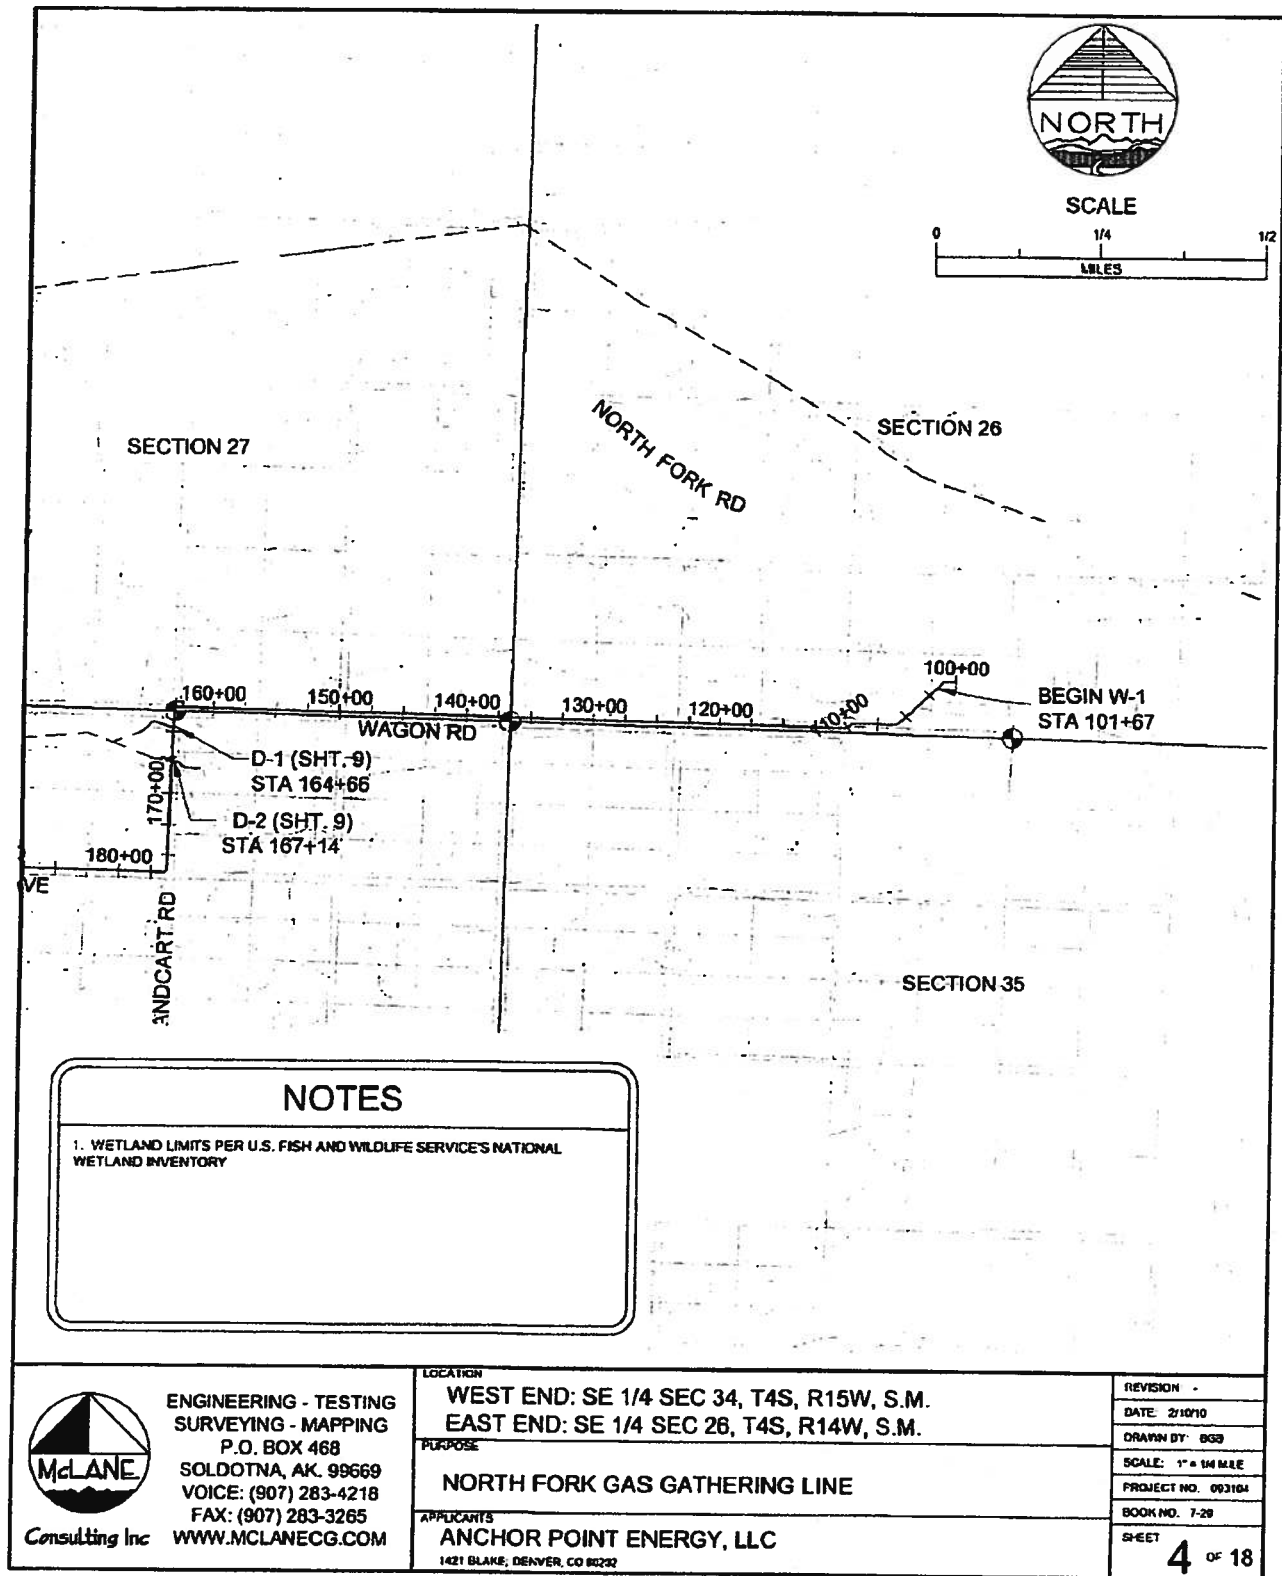 NORTH
SCALE
0 1/4 1/2
MILES
SECTION 27
NORTH FORK RD
SECTION 26
100+00
BEGIN W-1
STA 101+67
160+00
150+00
140+00
130+00
120+00
WAGON RD
D-1 (SHT. 9)
STA 164+66
170+00
D-2 (SHT. 9)
STA 167+14
180+00
VE
ANDCART RD
SECTION 35
NOTES
1. WETLAND LIMITS PER U.S. FISH AND WILDLIFE SERVICE'S NATIONAL
WETLAND INVENTORY
McLANE
Consulting Inc
ENGINEERING - TESTING
SURVEYING - MAPPING
P.O. BOX 468
SOLDOTNA, AK. 99669
VOICE: (907) 283-4218
FAX: (907) 283-3265
WWW.MCLANECG.COM
LOCATION
WEST END: SE 1/4 SEC 34, T4S, R15W, S.M.
EAST END: SE 1/4 SEC 26, T4S, R14W, S.M.
PURPOSE
NORTH FORK GAS GATHERING LINE
APPLICANTS
ANCHOR POINT ENERGY, LLC
1421 BLAKE; DENVER, CO 80202
REVISION -
DATE: 2/10/10
DRAWN BY:
SCALE: 1" = 1/4 MILE
PROJECT NO. 093104
BOOK NO. 7-29
SHEET 4 OF 18